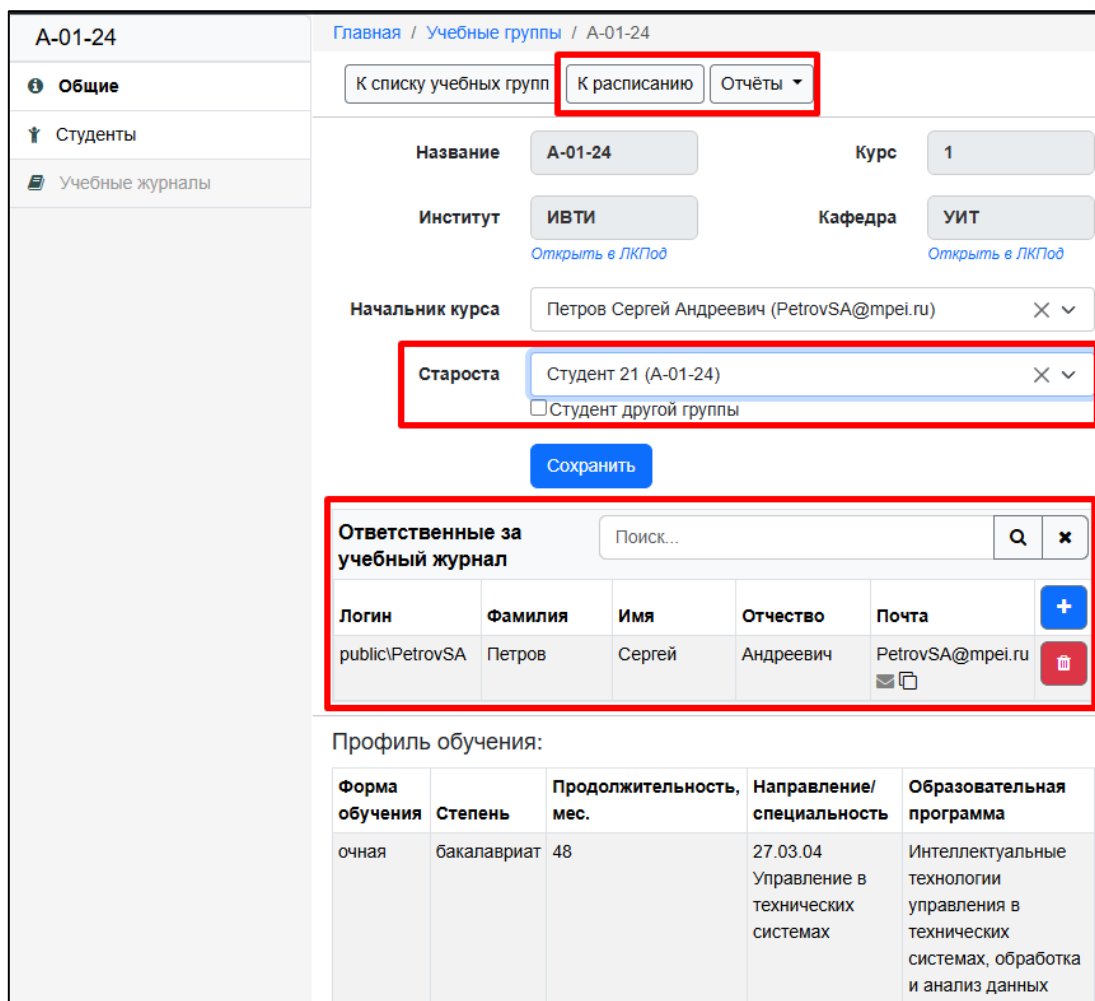 А-01-24
Общие
Студенты
Учебные журналы
Главная / Учебные группы / А-01-24
К списку учебных групп К расписанию Отчёты
Название А-01-24 Курс 1
Институт ИВТИ Кафедра УИТ
Открыть в ЛКПод Открыть в ЛКПод
Начальник курса Петров Сергей Андреевич (PetrovSA@mpei.ru)
Староста Студент 21 (А-01-24)
Студент другой группы
Сохранить
Ответственные за
учебный журнал
Поиск...
Логин Фамилия Имя Отчество Почта
public\PetrovSA Петров Сергей Андреевич PetrovSA@mpei.ru
Профиль обучения:
Форма
обучения
Степень
Продолжительность,
мес.
Направление/
специальность
Образовательная
программа
очная
бакалавриат
48
27.03.04
Управление в
технических
системах
Интеллектуальные
технологии
управления в
технических
системах, обработка
и анализ данных